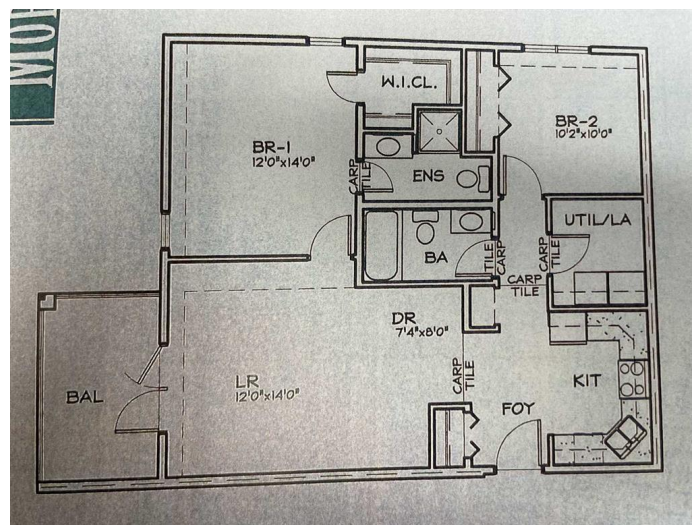 MOR
W.I.CL.
BR-1
12'0"x14'0"
BR-2
10'2"x10'0"
CARP
TILE
ENS
UTIL/LA
BA
TILE
CARP
CARP
TILE
CARP
TILE
DR
7'4"x8'0"
CARP
TILE
LR
12'0"x14'0"
BAL
KIT
FOY